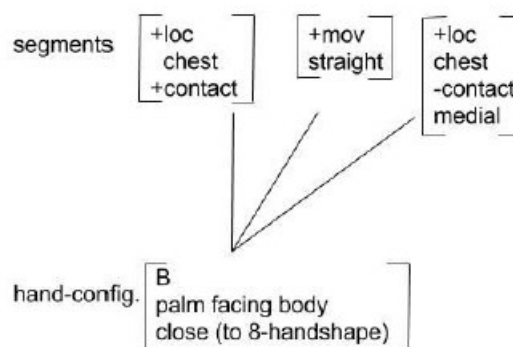 segments
+loc
chest
+contact
+mov
straight
+loc
chest
-contact
medial
hand-config.
B
palm facing body
close (to 8-handshape)